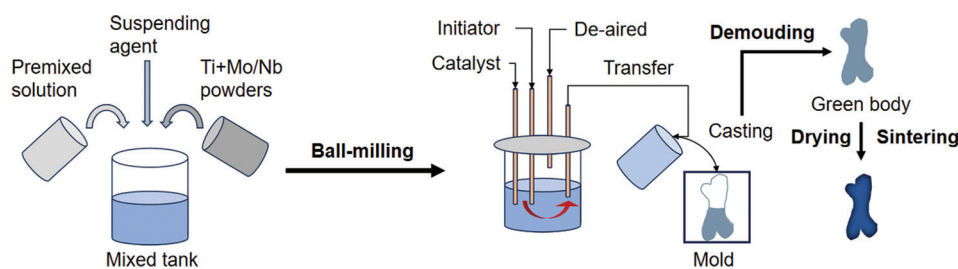 Suspending
agent
Premixed
solution
Ti+Mo/Nb
powders
Mixed tank
Ball-milling
Initiator
Catalyst
De-aired
Transfer
Mold
Casting
Demouding
Green body
Drying
Sintering